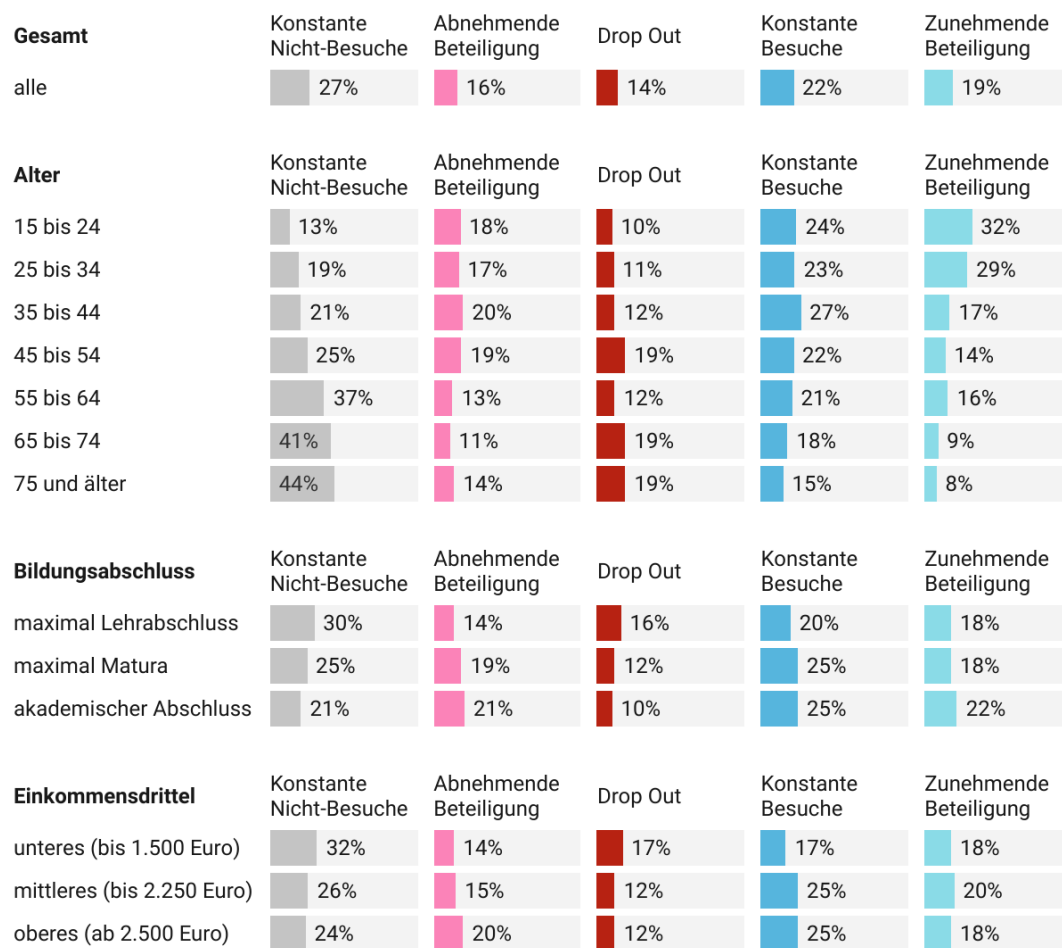 Gesamt Konstante Nicht-Besuche Abnehmende Beteiligung Drop Out Konstante Besuche Zunehmende Beteiligung
alle 27% 16% 14% 22% 19%
Alter Konstante Nicht-Besuche Abnehmende Beteiligung Drop Out Konstante Besuche Zunehmende Beteiligung
15 bis 24 13% 18% 10% 24% 32%
25 bis 34 19% 17% 11% 23% 29%
35 bis 44 21% 20% 12% 27% 17%
45 bis 54 25% 19% 19% 22% 14%
55 bis 64 37% 13% 12% 21% 16%
65 bis 74 41% 11% 19% 18% 9%
75 und älter 44% 14% 19% 15% 8%
Bildungsabschluss Konstante Nicht-Besuche Abnehmende Beteiligung Drop Out Konstante Besuche Zunehmende Beteiligung
maximal Lehrabschluss 30% 14% 16% 20% 18%
maximal Matura 25% 19% 12% 25% 18%
akademischer Abschluss 21% 21% 10% 25% 22%
Einkommensdrittel Konstante Nicht-Besuche Abnehmende Beteiligung Drop Out Konstante Besuche Zunehmende Beteiligung
unteres (bis 1.500 Euro) 32% 14% 17% 17% 18%
mittleres (bis 2.250 Euro) 26% 15% 12% 25% 20%
oberes (ab 2.500 Euro) 24% 20% 12% 25% 18%